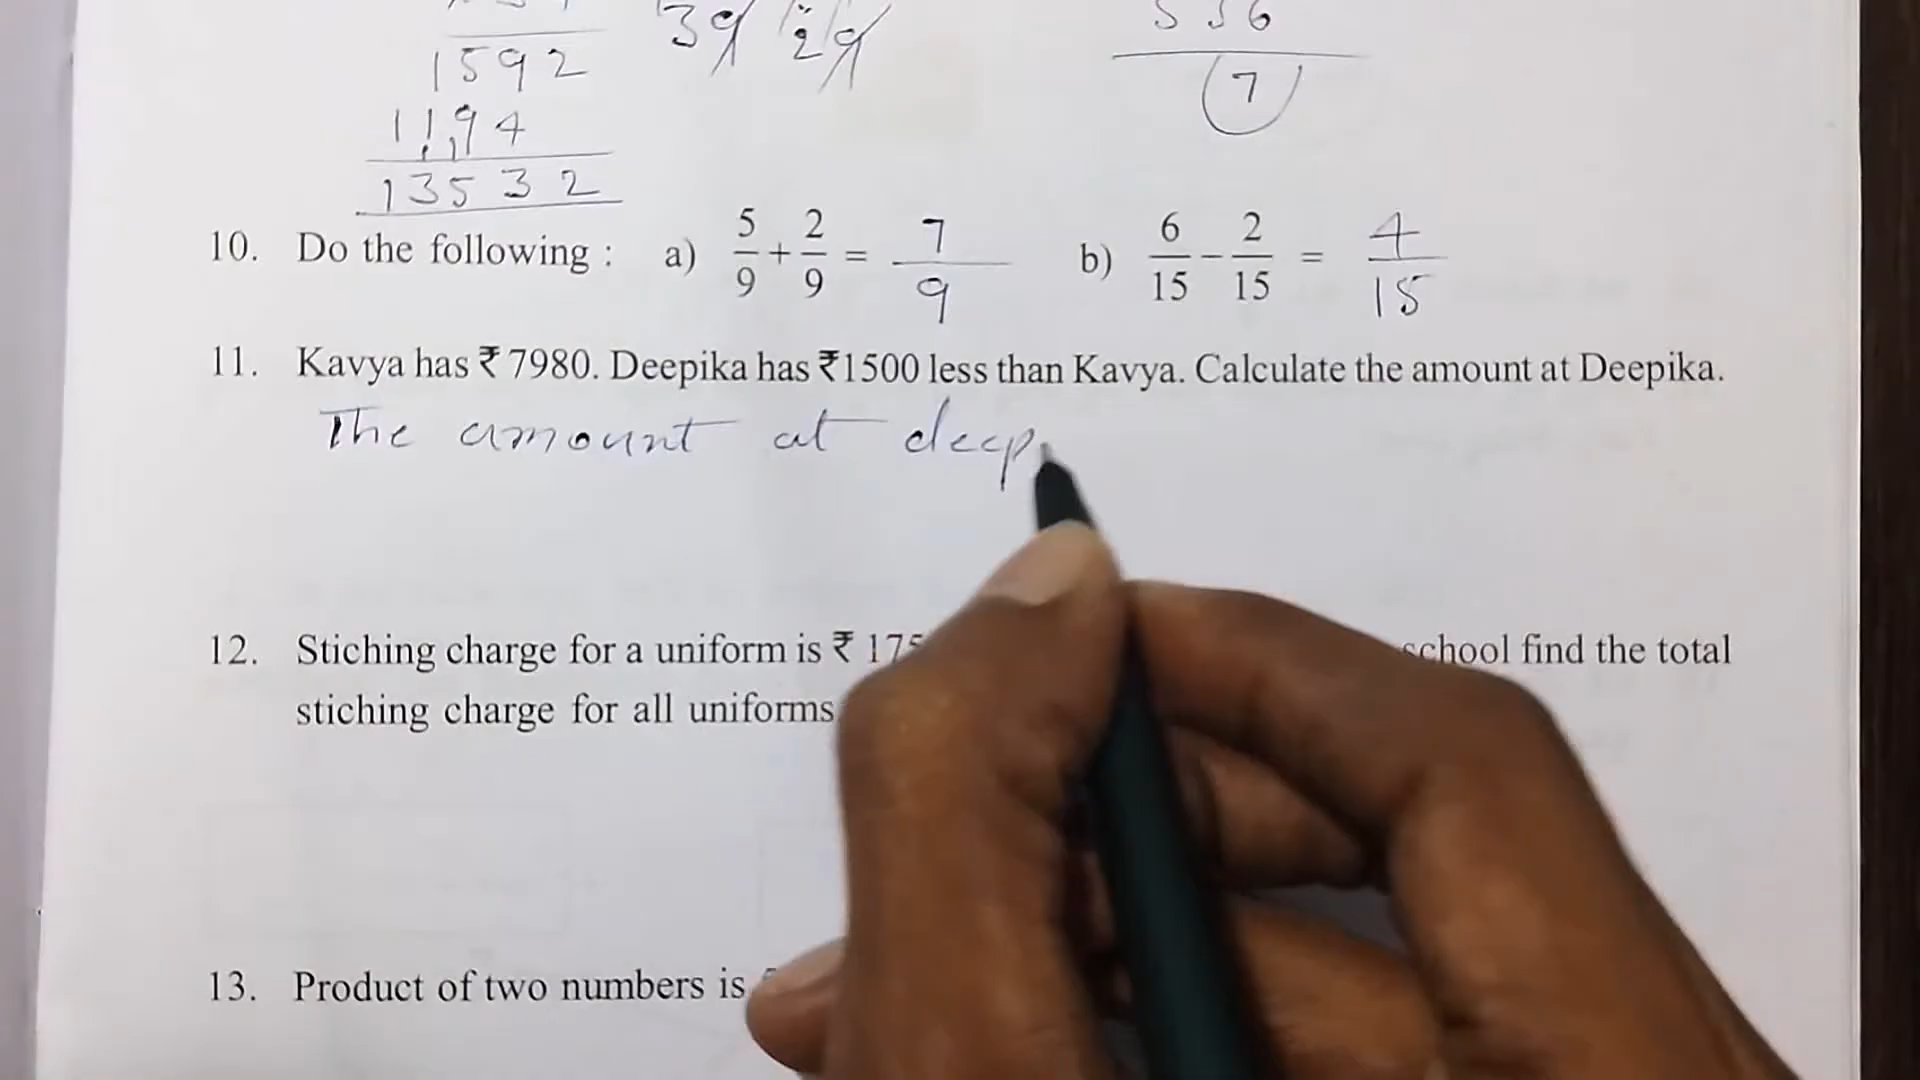 1592
1194
13532
39 29
556
7
10. Do the following : a) 5/9 + 2/9 = 7/9 b) 6/15 − 2/15 = 4/15
11. Kavya has ₹ 7980. Deepika has ₹1500 less than Kavya. Calculate the amount at Deepika.
The amount at deep
12. Stiching charge for a uniform is ₹ 175 school find the total
stiching charge for all uniforms
13. Product of two numbers is